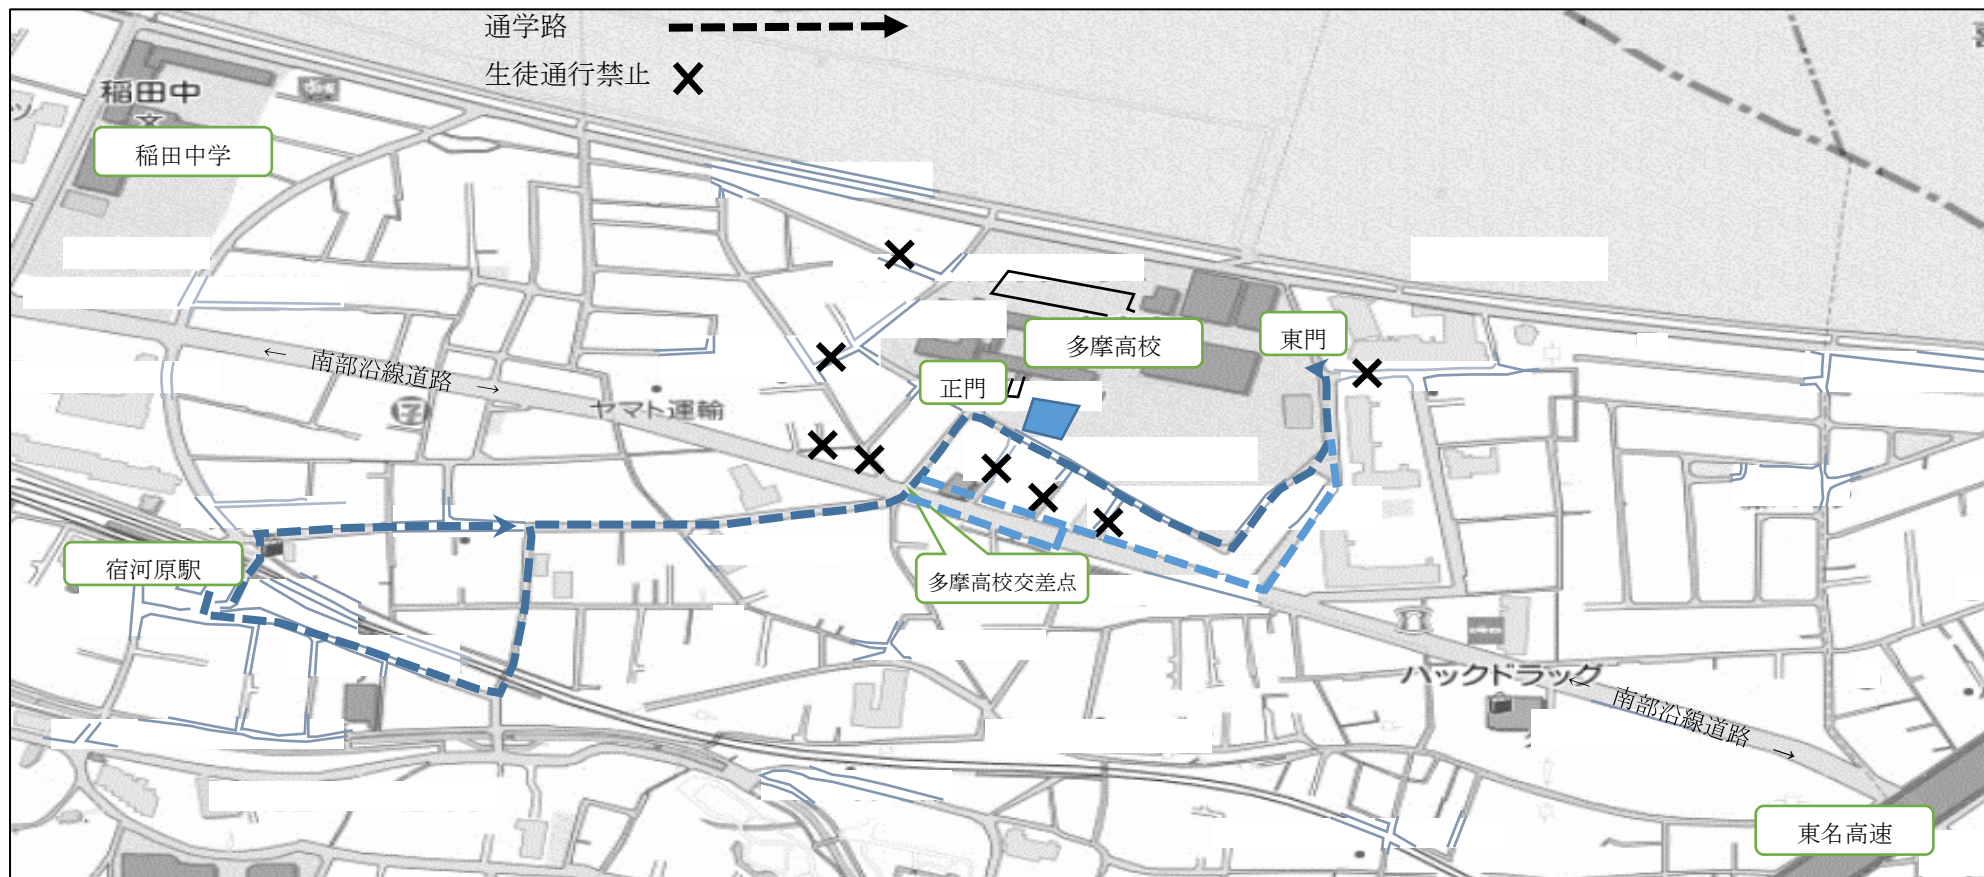 通学路
生徒通行禁止
稲田中
文
稲田中学
← 南部沿線道路 →
ヤマト運輸
多摩高校
東門
正門
宿河原駅
多摩高校交差点
ハックドラッグ
← 南部沿線道路 →
東名高速